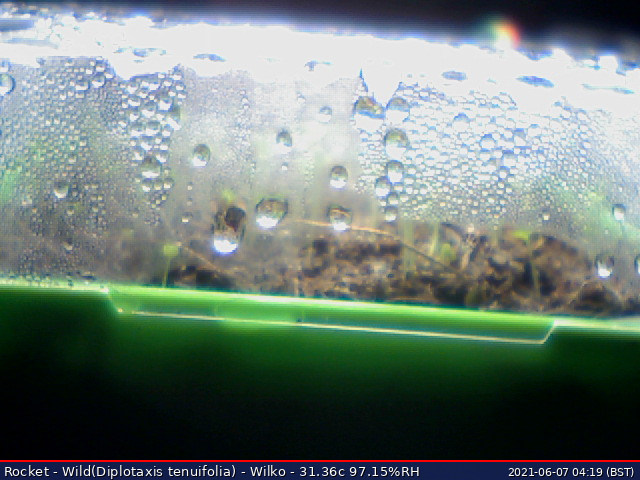 Rocket - Wild(Diplotaxis tenuifolia) - Wilko - 31.36c 97.15%RH 2021-06-07 04:19 (BST)